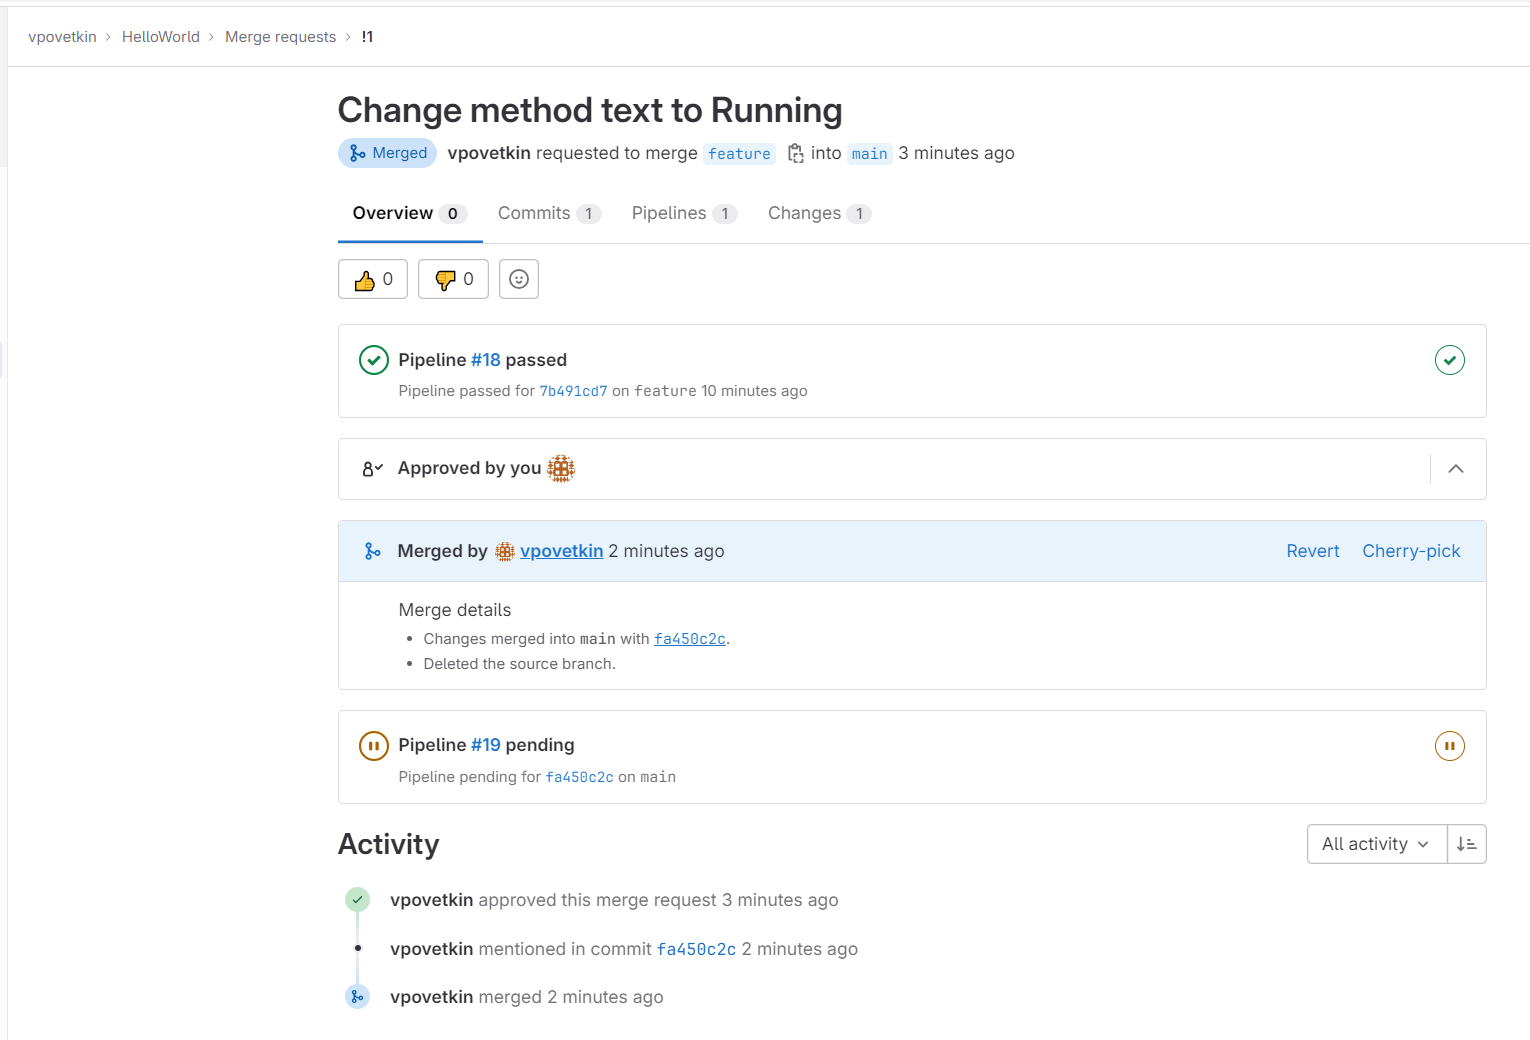 vpovetkin > HelloWorld > Merge requests > !1
Change method text to Running
Merged vpovetkin requested to merge feature into main 3 minutes ago
Overview 0 Commits 1 Pipelines 1 Changes 1
👍 0 👎 0
Pipeline #18 passed
Pipeline passed for 7b491cd7 on feature 10 minutes ago
Approved by you
Merged by vpovetkin 2 minutes ago Revert Cherry-pick
Merge details
• Changes merged into main with fa450c2c.
• Deleted the source branch.
Pipeline #19 pending
Pipeline pending for fa450c2c on main
Activity All activity
vpovetkin approved this merge request 3 minutes ago
vpovetkin mentioned in commit fa450c2c 2 minutes ago
vpovetkin merged 2 minutes ago